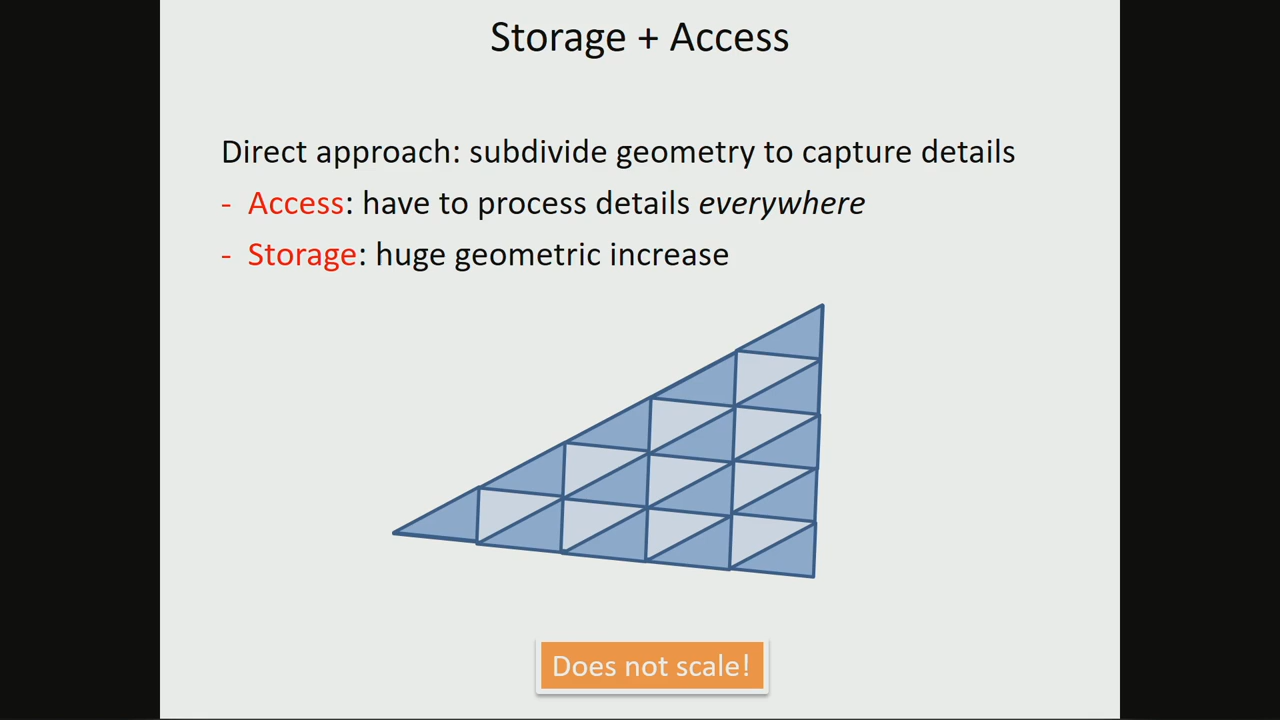 Storage + Access
Direct approach: subdivide geometry to capture details
- Access: have to process details everywhere
- Storage: huge geometric increase
Does not scale!